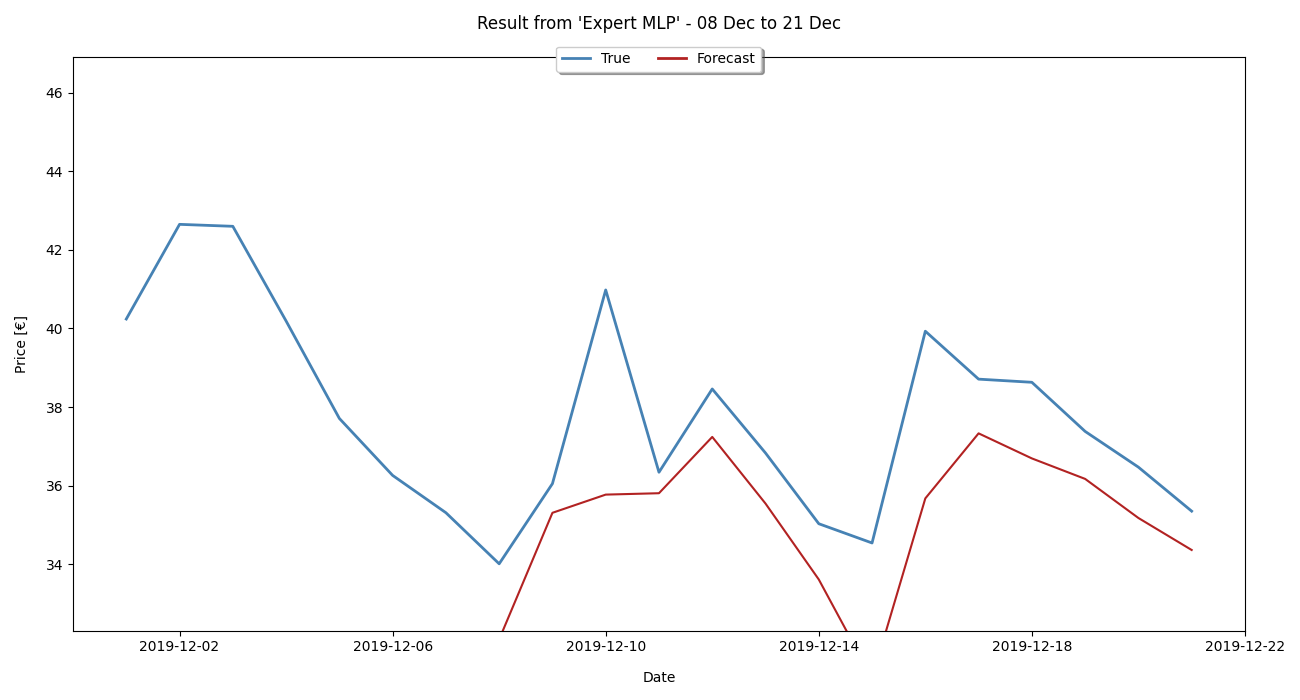 Result from 'Expert MLP' - 08 Dec to 21 Dec
True Forecast
46
44
42
40
38
36
34
Price [€]
2019-12-02 2019-12-06 2019-12-10 2019-12-14 2019-12-18 2019-12-22
Date